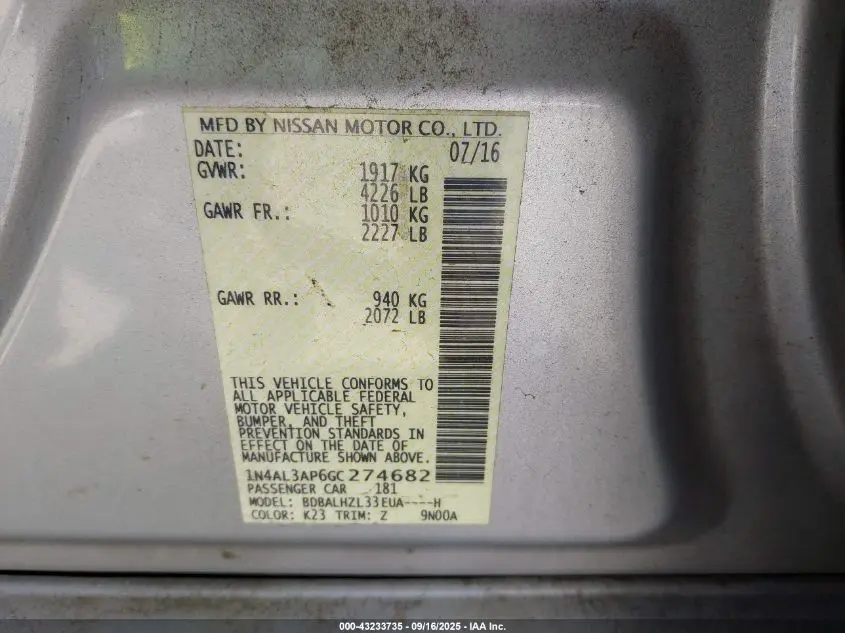 MFD BY NISSAN MOTOR CO., LTD.
DATE: 07/16
GVWR: 1917 KG
4226 LB
GAWR FR.: 1010 KG
2227 LB
GAWR RR.: 940 KG
2072 LB
THIS VEHICLE CONFORMS TO
ALL APPLICABLE FEDERAL
MOTOR VEHICLE SAFETY,
BUMPER, AND THEFT
PREVENTION STANDARDS IN
EFFECT ON THE DATE OF
MANUFACTURE SHOWN ABOVE.
1N4AL3AP6GC274682
PASSENGER CAR 181
MODEL: BDBALHZL33EUA----H
COLOR: K23 TRIM: Z 9N00A
000-43233735 - 09/16/2025 - IAA Inc.